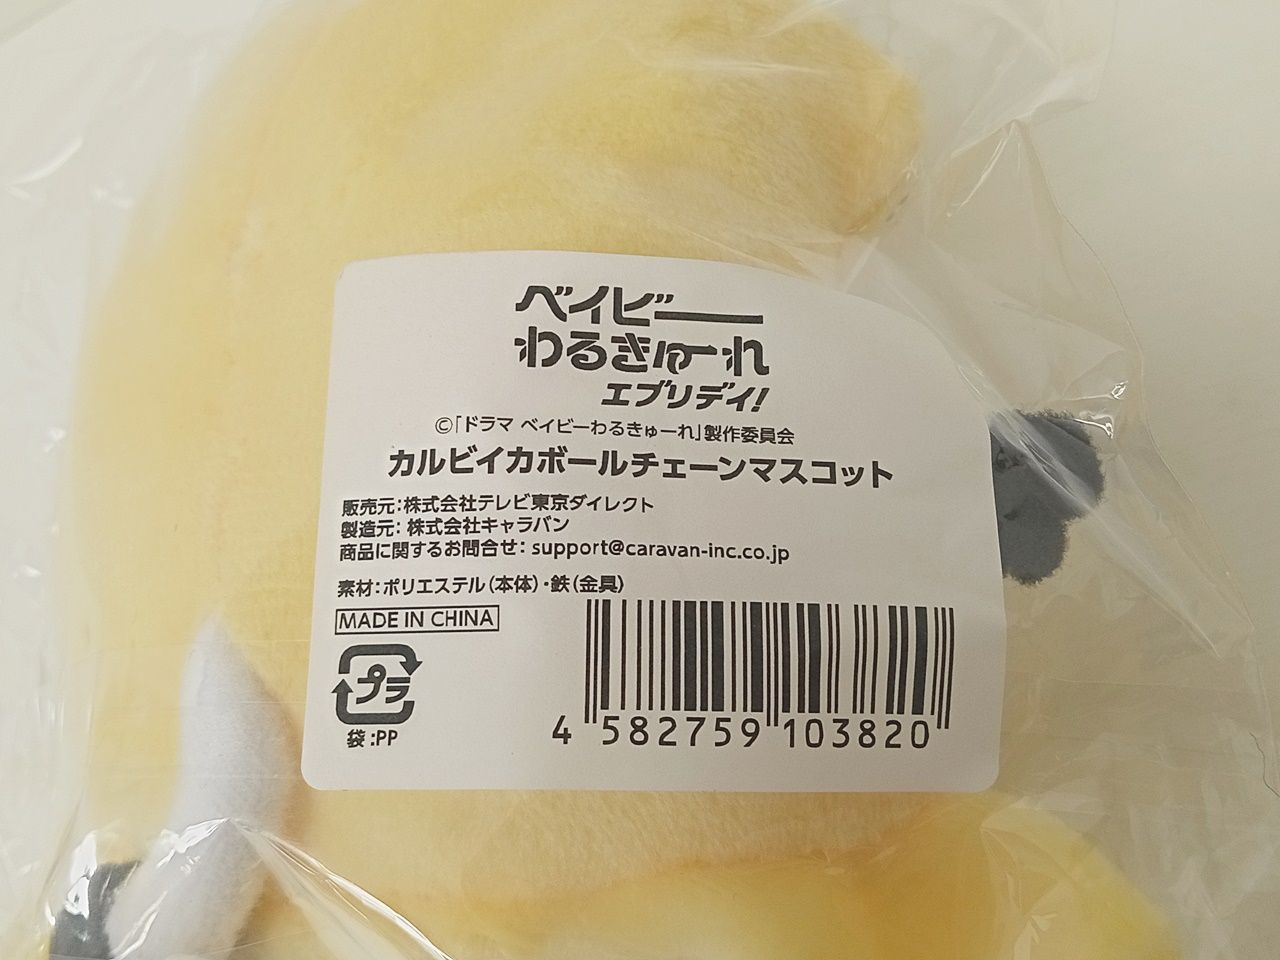 ベイビー
わるきゅーれ
エブリデイ!
©「ドラマ ベイビーわるきゅーれ」製作委員会
カルビイカボールチェーンマスコット
販売元:株式会社テレビ東京ダイレクト
製造元: 株式会社キャラバン
商品に関するお問合せ: support@caravan-inc.co.jp
素材:ポリエステル(本体)・鉄(金具)
MADE IN CHINA
プラ
袋:PP
4 582759 103820